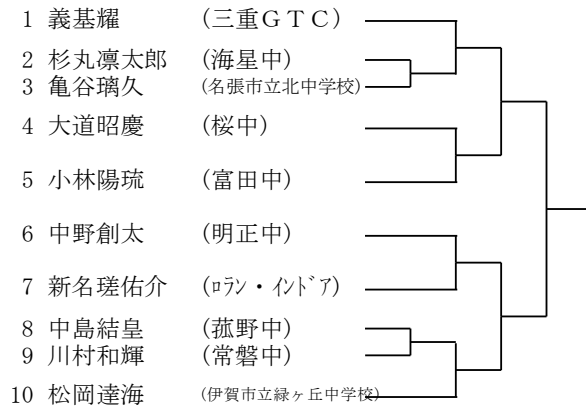 1 義基耀 (三重ＧＴＣ)
2 杉丸凛太郎 (海星中)
3 亀谷璃久 (名張市立北中学校)
4 大道昭慶 (桜中)
5 小林陽琉 (富田中)
6 中野創太 (明正中)
7 新名瑳佑介 (ﾛﾗﾝ・ｲﾝﾄﾞｱ)
8 中島結皇 (菰野中)
9 川村和輝 (常磐中)
10 松岡達海 (伊賀市立緑ヶ丘中学校)